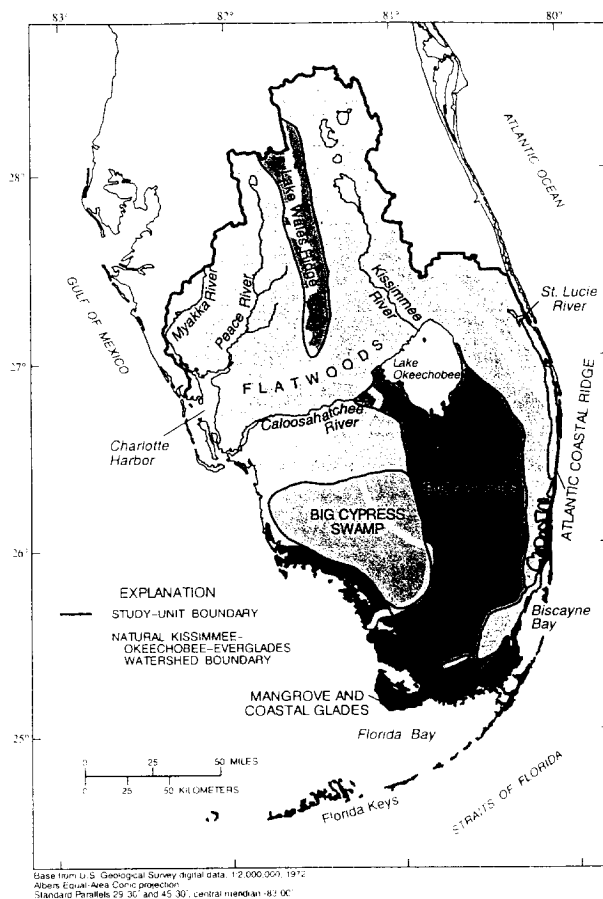 83°
82°
81°
80°
28°
27°
26°
25°
ATLANTIC OCEAN
Lake Wales Ridge
GULF OF MEXICO
Myakka River
Peace River
Kissimmee
River
St. Lucie
River
FLATWOODS
Lake
Okeechobee
Caloosahatchee
River
Charlotte
Harbor
ATLANTIC COASTAL RIDGE
BIG CYPRESS
SWAMP
EXPLANATION
STUDY-UNIT BOUNDARY
NATURAL KISSIMMEE-
OKEECHOBEE-EVERGLADES
WATERSHED BOUNDARY
Biscayne
Bay
MANGROVE AND
COASTAL GLADES
Florida Bay
0 25 50 MILES
0 25 50 KILOMETERS
Florida Keys
STRAITS OF FLORIDA
Base from U.S. Geological Survey digital data, 1:2,000,000, 1972
Albers Equal-Area Conic projection
Standard Parallels 29°30' and 45°30', central meridian -83°00'